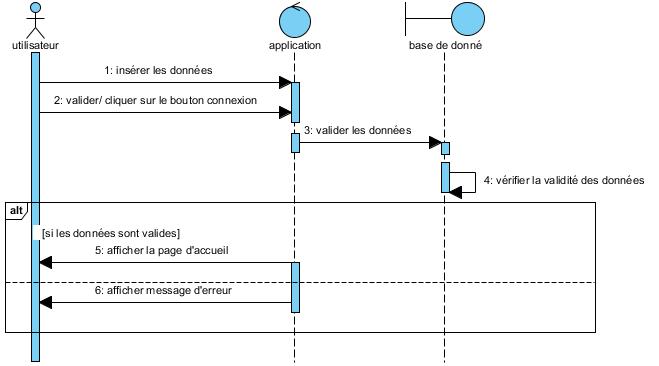 utilisateur
application
base de donné
1: insérer les données
2: valider/ cliquer sur le bouton connexion
3: valider les données
4: vérifier la validité des données
alt
[si les données sont valides]
5: afficher la page d'accueil
6: afficher message d'erreur